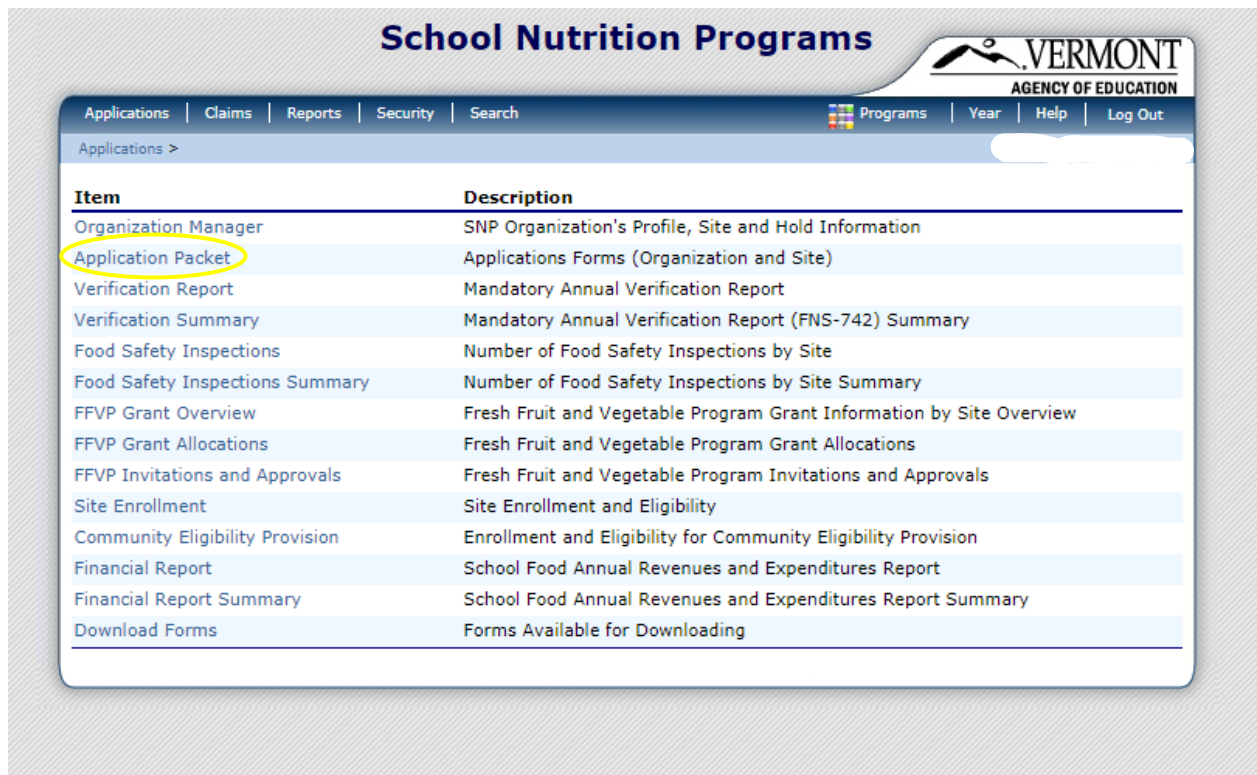 School Nutrition Programs
VERMONT
AGENCY OF EDUCATION
Applications | Claims | Reports | Security | Search Programs | Year | Help | Log Out
Applications >
Item Description
Organization Manager SNP Organization's Profile, Site and Hold Information
Application Packet Applications Forms (Organization and Site)
Verification Report Mandatory Annual Verification Report
Verification Summary Mandatory Annual Verification Report (FNS-742) Summary
Food Safety Inspections Number of Food Safety Inspections by Site
Food Safety Inspections Summary Number of Food Safety Inspections by Site Summary
FFVP Grant Overview Fresh Fruit and Vegetable Program Grant Information by Site Overview
FFVP Grant Allocations Fresh Fruit and Vegetable Program Grant Allocations
FFVP Invitations and Approvals Fresh Fruit and Vegetable Program Invitations and Approvals
Site Enrollment Site Enrollment and Eligibility
Community Eligibility Provision Enrollment and Eligibility for Community Eligibility Provision
Financial Report School Food Annual Revenues and Expenditures Report
Financial Report Summary School Food Annual Revenues and Expenditures Report Summary
Download Forms Forms Available for Downloading